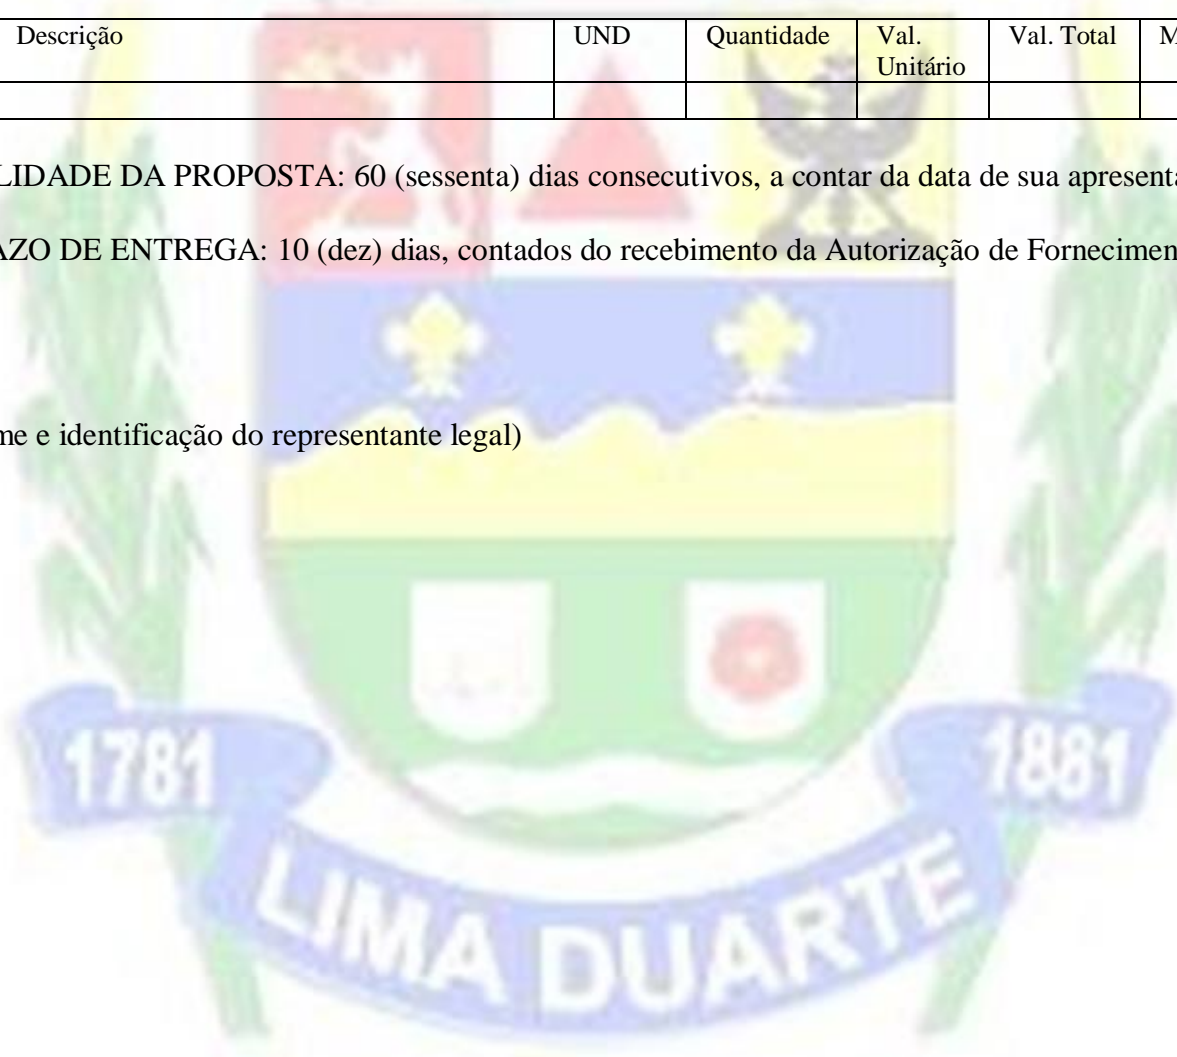 Descrição UND Quantidade Val. Val. Total M
Unitário
LIDADE DA PROPOSTA: 60 (sessenta) dias consecutivos, a contar da data de sua apresenta
AZO DE ENTREGA: 10 (dez) dias, contados do recebimento da Autorização de Fornecimen
me e identificação do representante legal)
1781 1881
LIMA DUARTE